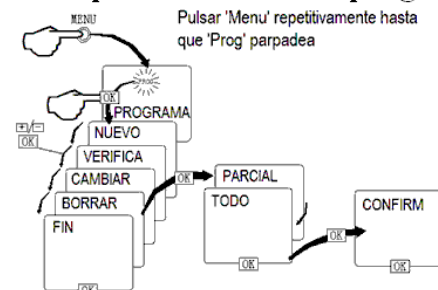 MENU
Pulsar 'Menu' repetitivamente hasta
que 'Prog' parpadea
PROG
OK
PROGRAMA
+/-
OK
NUEVO
VERIFICA
CAMBIAR
BORRAR
FIN
OK
OK
PARCIAL
TODO
OK
OK
CONFIRM
OK